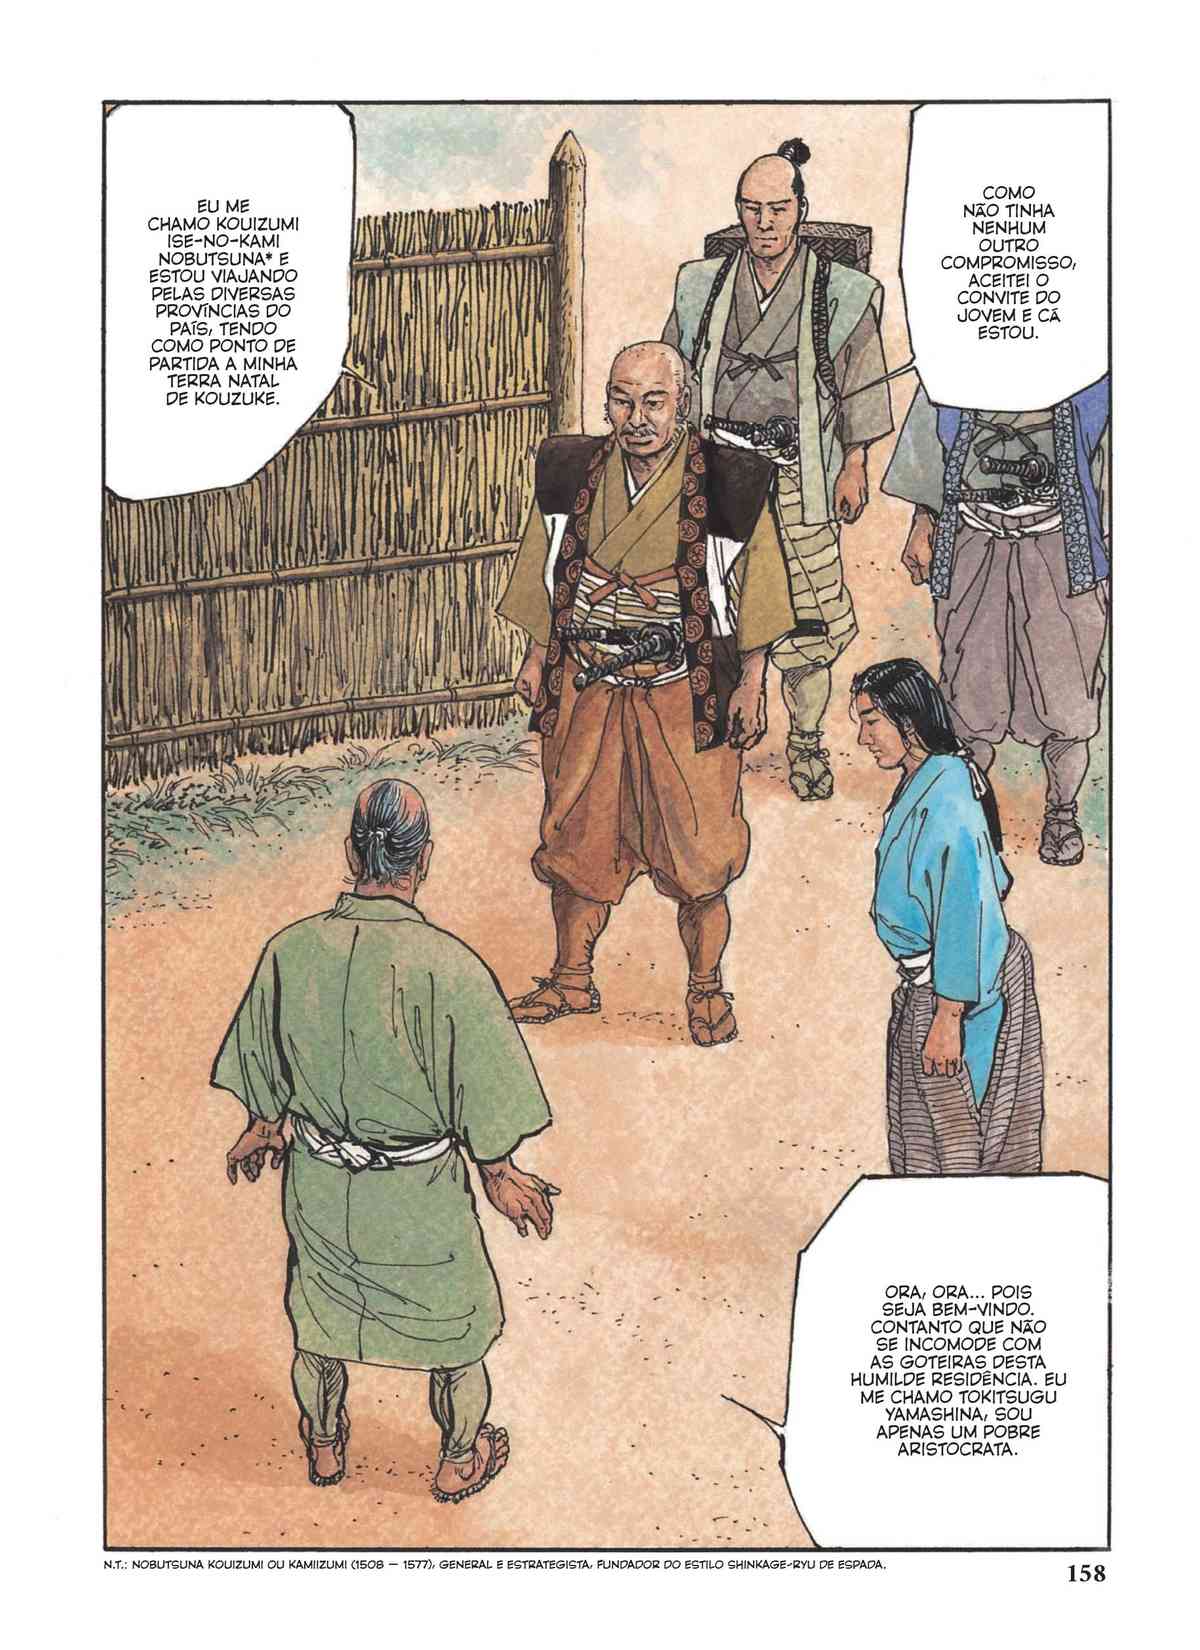 EU ME
CHAMO KOUIZUMI
ISE-NO-KAMI
NOBUTSUNA* E
ESTOU VIAJANDO
PELAS DIVERSAS
PROVÍNCIAS DO
PAÍS, TENDO
COMO PONTO DE
PARTIDA A MINHA
TERRA NATAL
DE KOUZUKE.
COMO
NÃO TINHA
NENHUM
OUTRO
COMPROMISSO,
ACEITEI O
CONVITE DO
JOVEM E CÁ
ESTOU.
ORA, ORA... POIS
SEJA BEM-VINDO.
CONTANTO QUE NÃO
SE INCOMODE COM
AS GOTEIRAS DESTA
HUMILDE RESIDÊNCIA. EU
ME CHAMO TOKITSUGU
YAMASHINA, SOU
APENAS UM POBRE
ARISTOCRATA.
N.T.: NOBUTSUNA KOUIZUMI OU KAMIIZUMI (1508 – 1577), GENERAL E ESTRATEGISTA, FUNDADOR DO ESTILO SHINKAGE-RYU DE ESPADA.
158